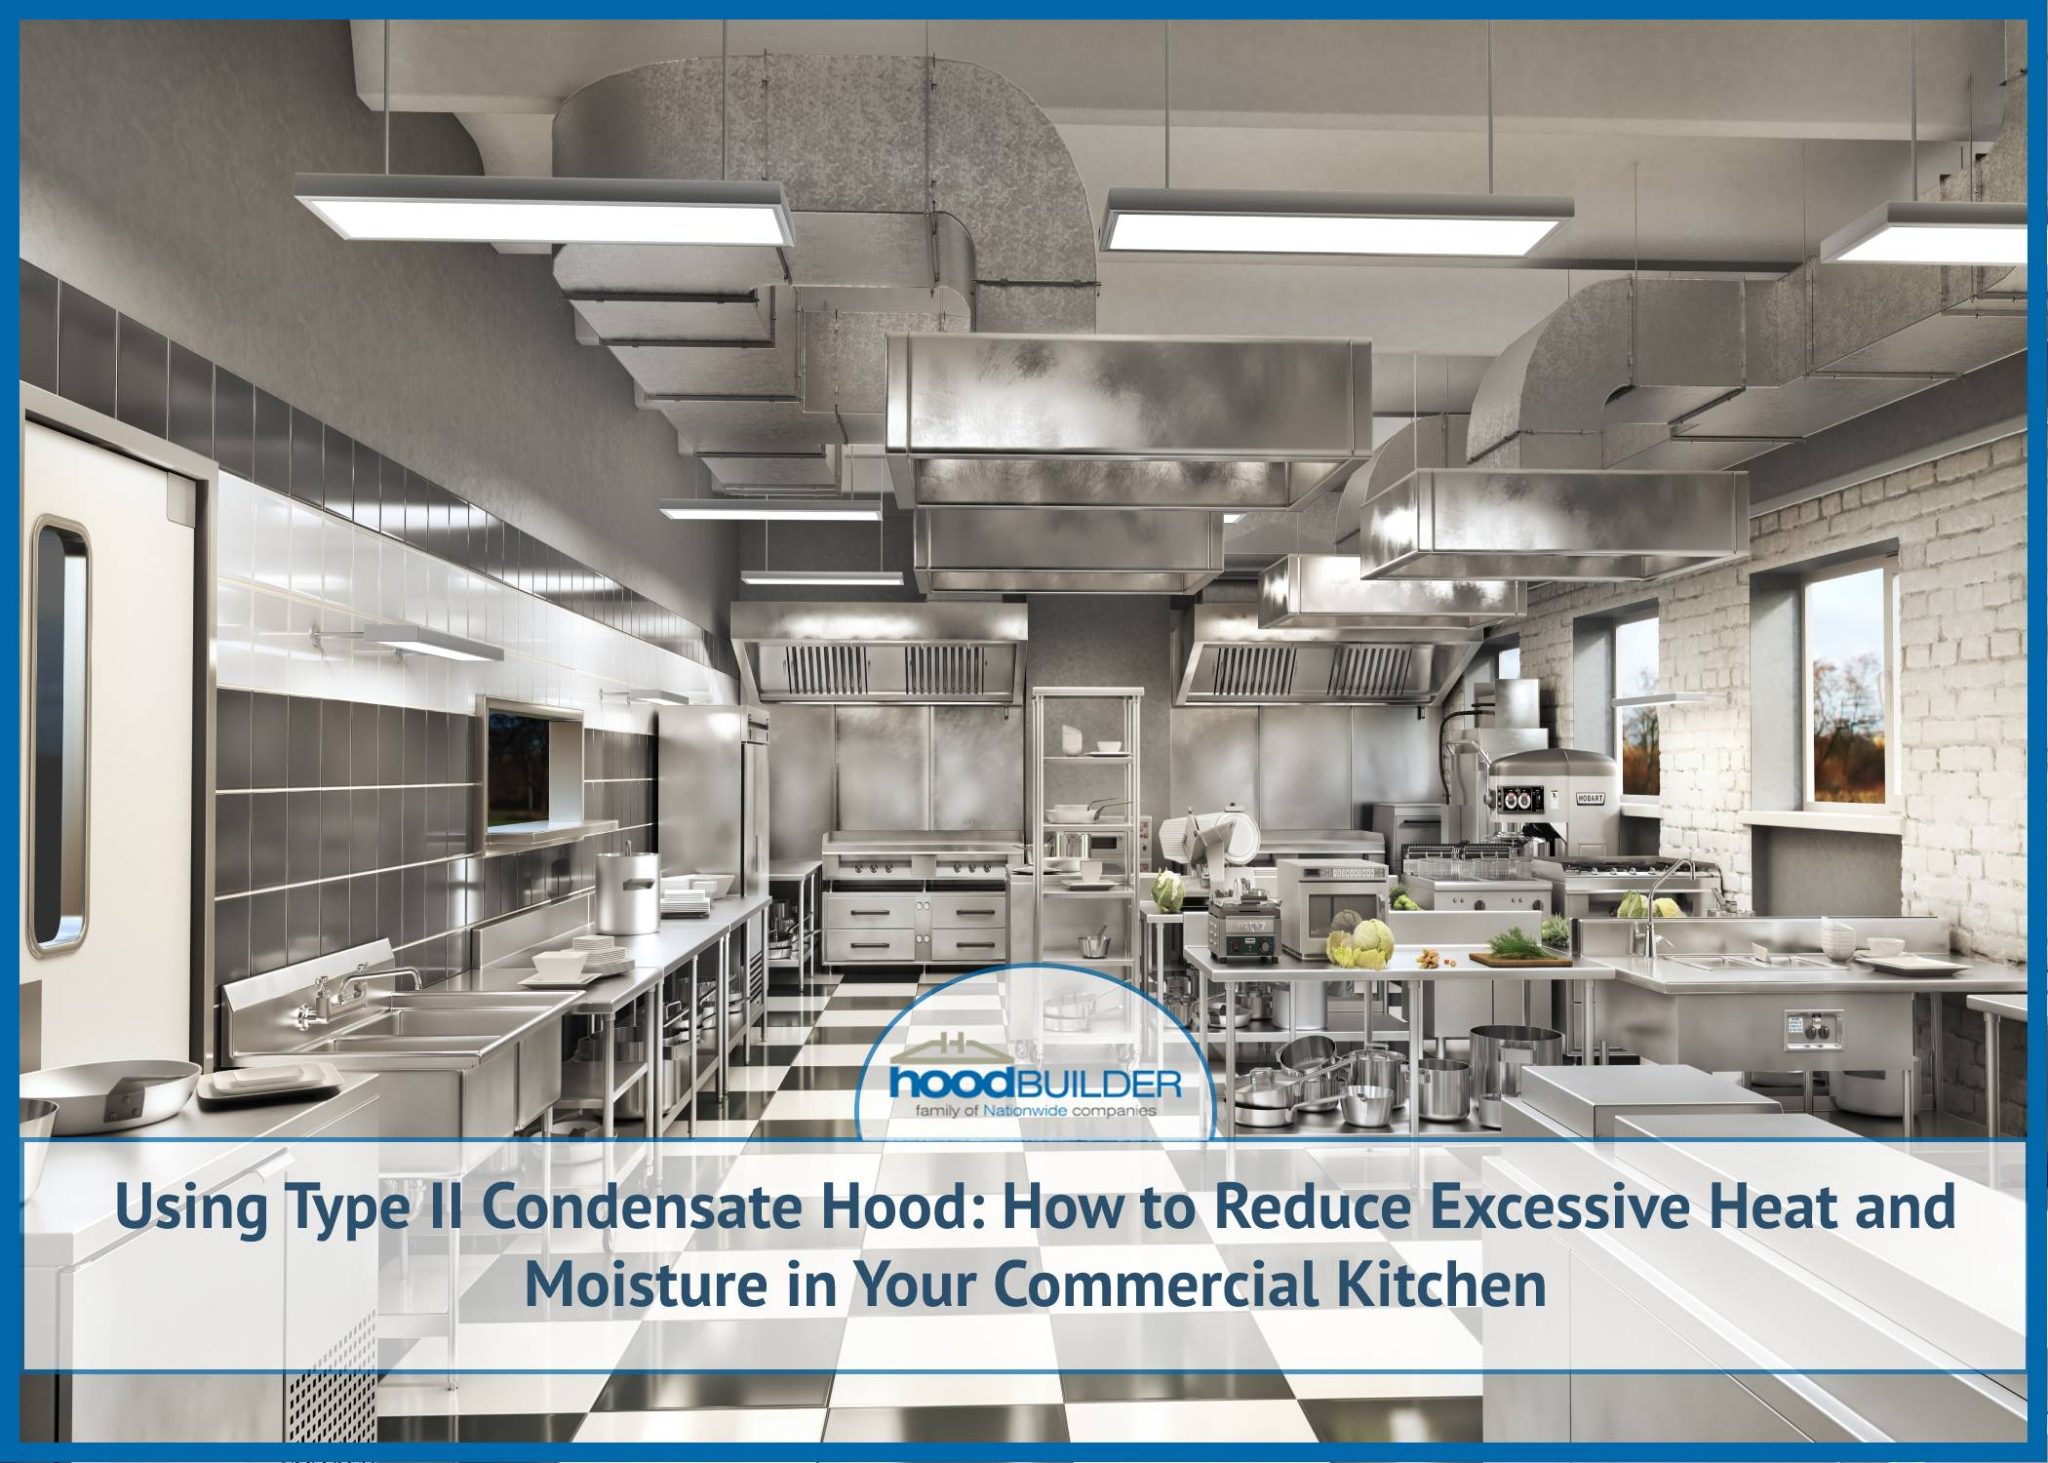 HOBART
hoodBUILDER
family of Nationwide companies
Using Type II Condensate Hood: How to Reduce Excessive Heat and
Moisture in Your Commercial Kitchen